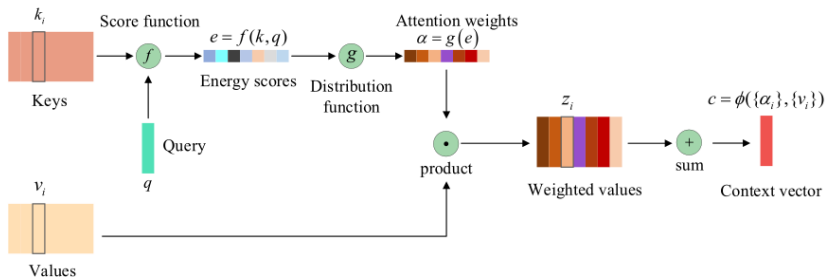 k_i
Score function
f
e = f(k, q)
Energy scores
g
Distribution
function
Attention weights
α = g(e)
Keys
Query
q
z_i
c = ϕ({α_i},{v_i})
•
product
+
sum
Weighted values
Context vector
v_i
Values